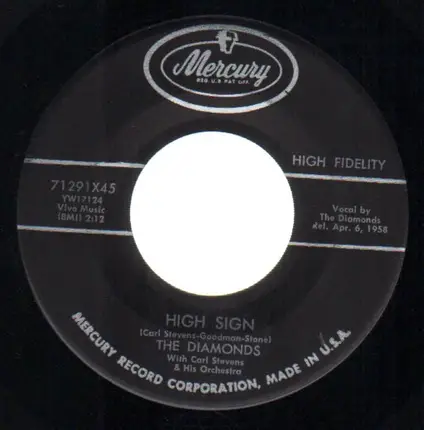 Mercury
REG. U.S. PAT. OFF.
HIGH FIDELITY
71291X45
YW17124
Vivo Music
(BMI) 2:12
Vocal by
The Diamonds
del. Apr. 6, 1958
HIGH SIGN
(Carl Stevens-Goodman-Stone)
THE DIAMONDS
With Carl Stevens
& His Orchestra
MERCURY RECORD CORPORATION, MADE IN U.S.A.